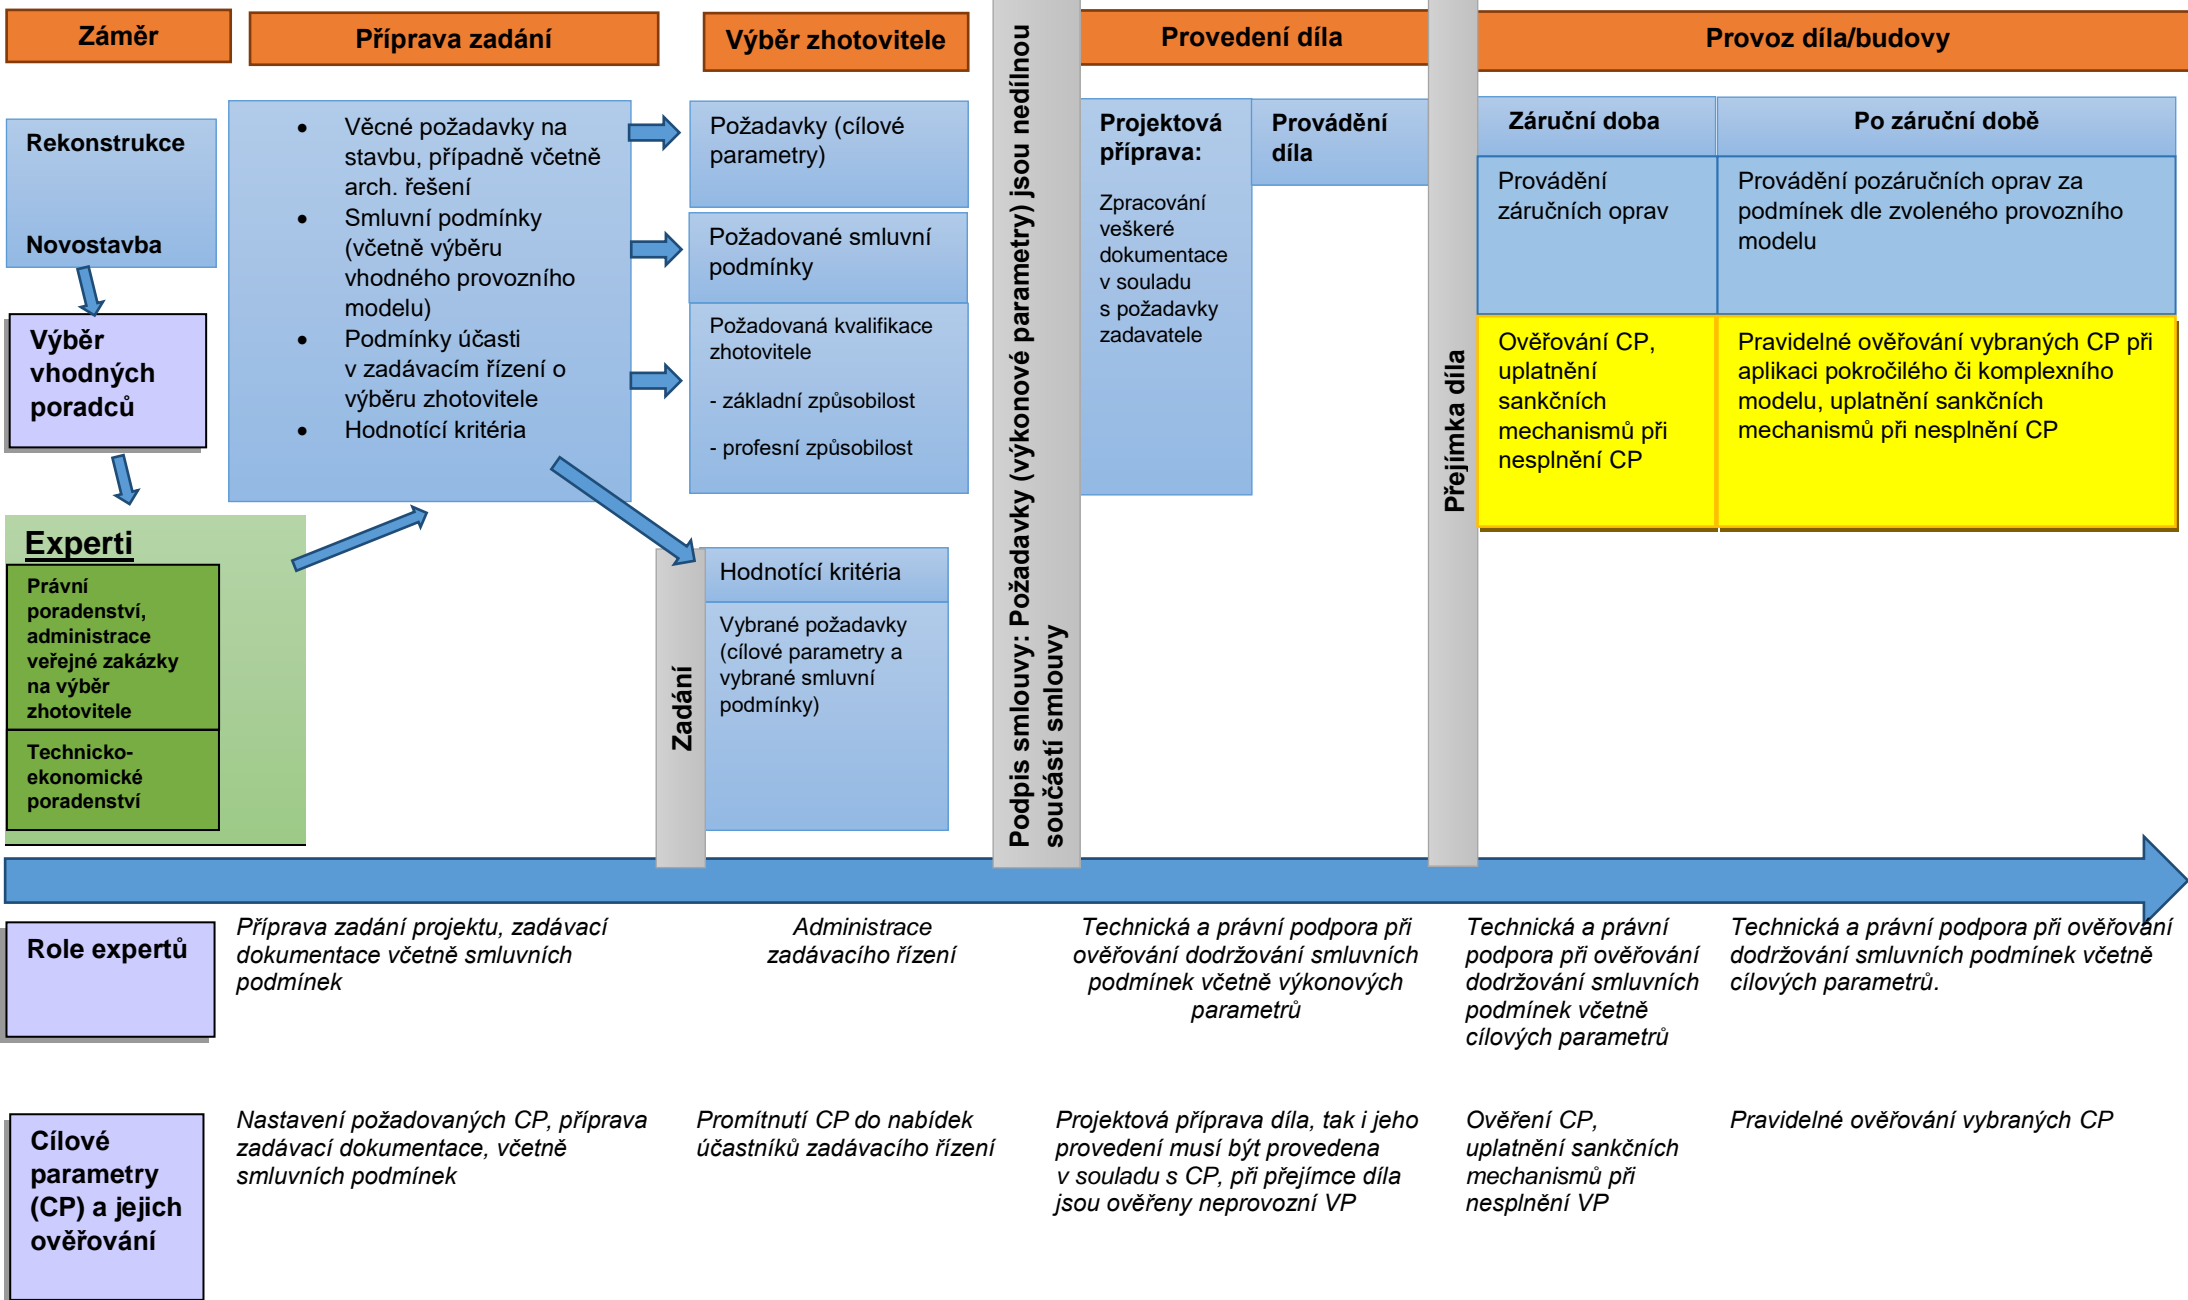 Záměr
Příprava zadání
Výběr zhotovitele
Provedení díla
Provoz díla/budovy
Rekonstrukce
Novostavba
Výběr
vhodných
poradců
Experti
Právní
poradenství,
administrace
veřejné zakázky
na výběr
zhotovitele
Technicko-
ekonomické
poradenství
• Věcné požadavky na
stavbu, případně včetně
arch. řešení
• Smluvní podmínky
(včetně výběru
vhodného provozního
modelu)
• Podmínky účasti
v zadávacím řízení o
výběru zhotovitele
• Hodnotící kritéria
Požadavky (cílové
parametry)
Požadované smluvní
podmínky
Požadovaná kvalifikace
zhotovitele
- základní způsobilost
- profesní způsobilost
Zadání
Hodnotící kritéria
Vybrané požadavky
(cílové parametry a
vybrané smluvní
podmínky)
Podpis smlouvy: Požadavky (výkonové parametry) jsou nedílnou
součástí smlouvy
Projektová
příprava:
Zpracování
veškeré
dokumentace
v souladu
s požadavky
zadavatele
Provádění
díla
Přejímka díla
Záruční doba
Po záruční době
Provádění
záručních oprav
Provádění pozáručních oprav za
podmínek dle zvoleného provozního
modelu
Ověřování CP,
uplatnění
sankčních
mechanismů při
nesplnění CP
Pravidelné ověřování vybraných CP při
aplikaci pokročilého či komplexního
modelu, uplatnění sankčních
mechanismů při nesplnění CP
Role expertů
Příprava zadání projektu, zadávací
dokumentace včetně smluvních
podmínek
Administrace
zadávacího řízení
Technická a právní podpora při
ověřování dodržování smluvních
podmínek včetně výkonových
parametrů
Technická a právní
podpora při ověřování
dodržování smluvních
podmínek včetně
cílových parametrů
Technická a právní podpora při ověřování
dodržování smluvních podmínek včetně
cílových parametrů.
Cílové
parametry
(CP) a jejich
ověřování
Nastavení požadovaných CP, příprava
zadávací dokumentace, včetně
smluvních podmínek
Promítnutí CP do nabídek
účastníků zadávacího řízení
Projektová příprava díla, tak i jeho
provedení musí být provedena
v souladu s CP, při přejímce díla
jsou ověřeny neprovozní VP
Ověření CP,
uplatnění sankčních
mechanismů při
nesplnění VP
Pravidelné ověřování vybraných CP